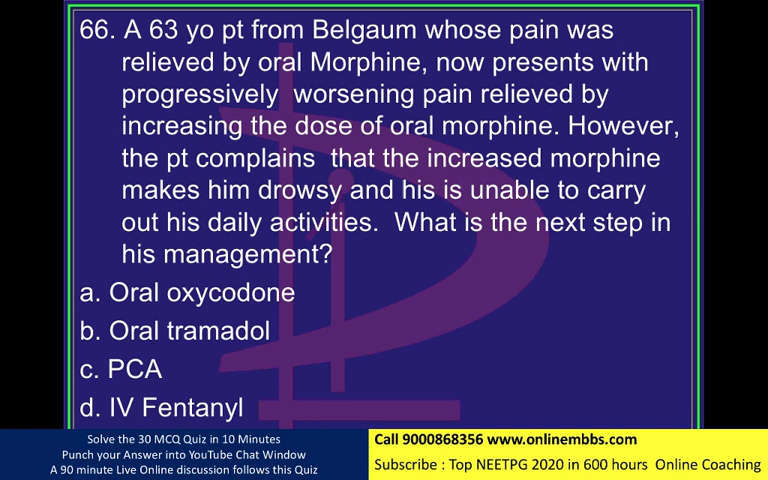 66. A 63 yo pt from Belgaum whose pain was
relieved by oral Morphine, now presents with
progressively worsening pain relieved by
increasing the dose of oral morphine. However,
the pt complains that the increased morphine
makes him drowsy and his is unable to carry
out his daily activities. What is the next step in
his management?
a. Oral oxycodone
b. Oral tramadol
c. PCA
d. IV Fentanyl
Solve the 30 MCQ Quiz in 10 Minutes
Punch your Answer into YouTube Chat Window
A 90 minute Live Online discussion follows this Quiz
Call 9000868356 www.onlinembbs.com
Subscribe : Top NEETPG 2020 in 600 hours Online Coaching